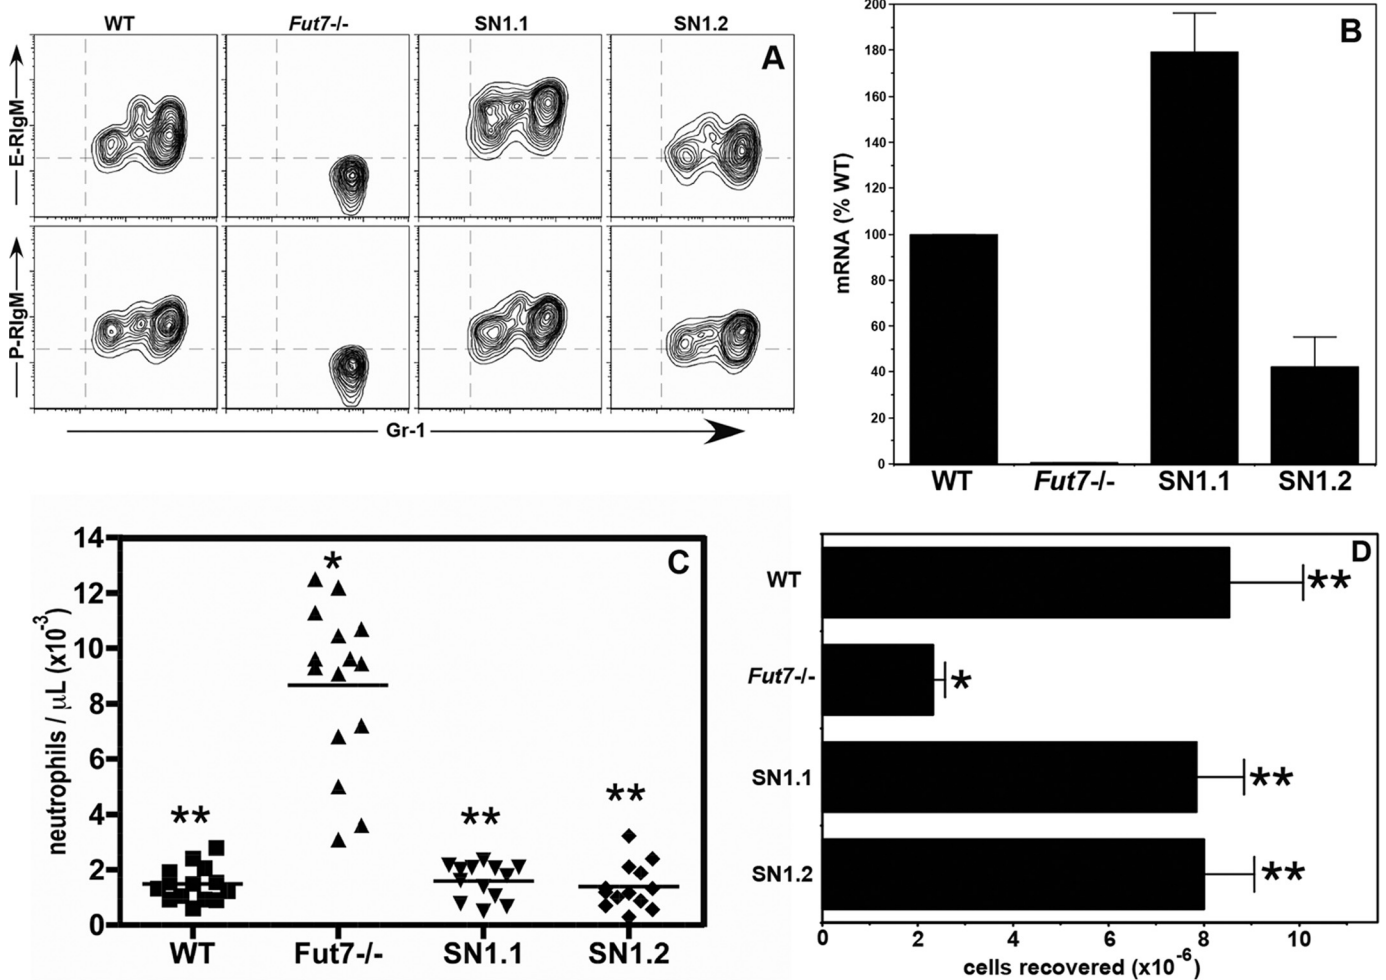 WT Fut7-/- SN1.1 SN1.2
A
E-RIgM
P-RIgM
Gr-1
B
200
180
160
140
120
100
80
60
40
20
0
mRNA (% WT)
WT Fut7-/- SN1.1 SN1.2
C
14
12
10
8
6
4
2
0
neutrophils / µL (x10-3)
** * ** **
WT Fut7-/- SN1.1 SN1.2
D
WT **
Fut7-/- *
SN1.1 **
SN1.2 **
0 2 4 6 8 10
cells recovered (x10-6)